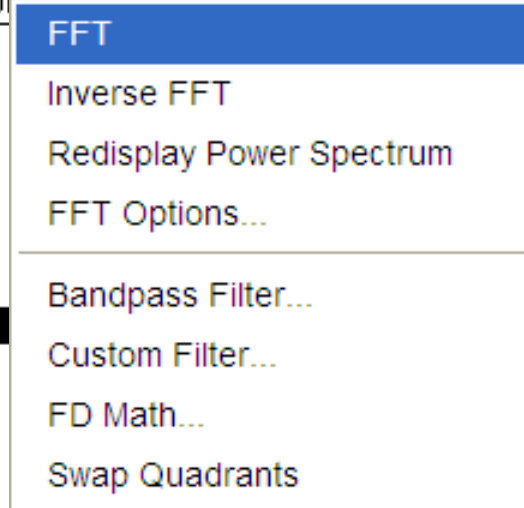 FFT
Inverse FFT
Redisplay Power Spectrum
FFT Options...
Bandpass Filter...
Custom Filter...
FD Math...
Swap Quadrants